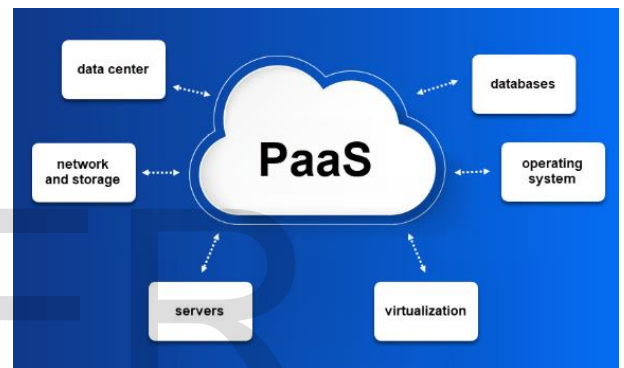 data center
databases
PaaS
network
and storage
operating
system
servers
virtualization